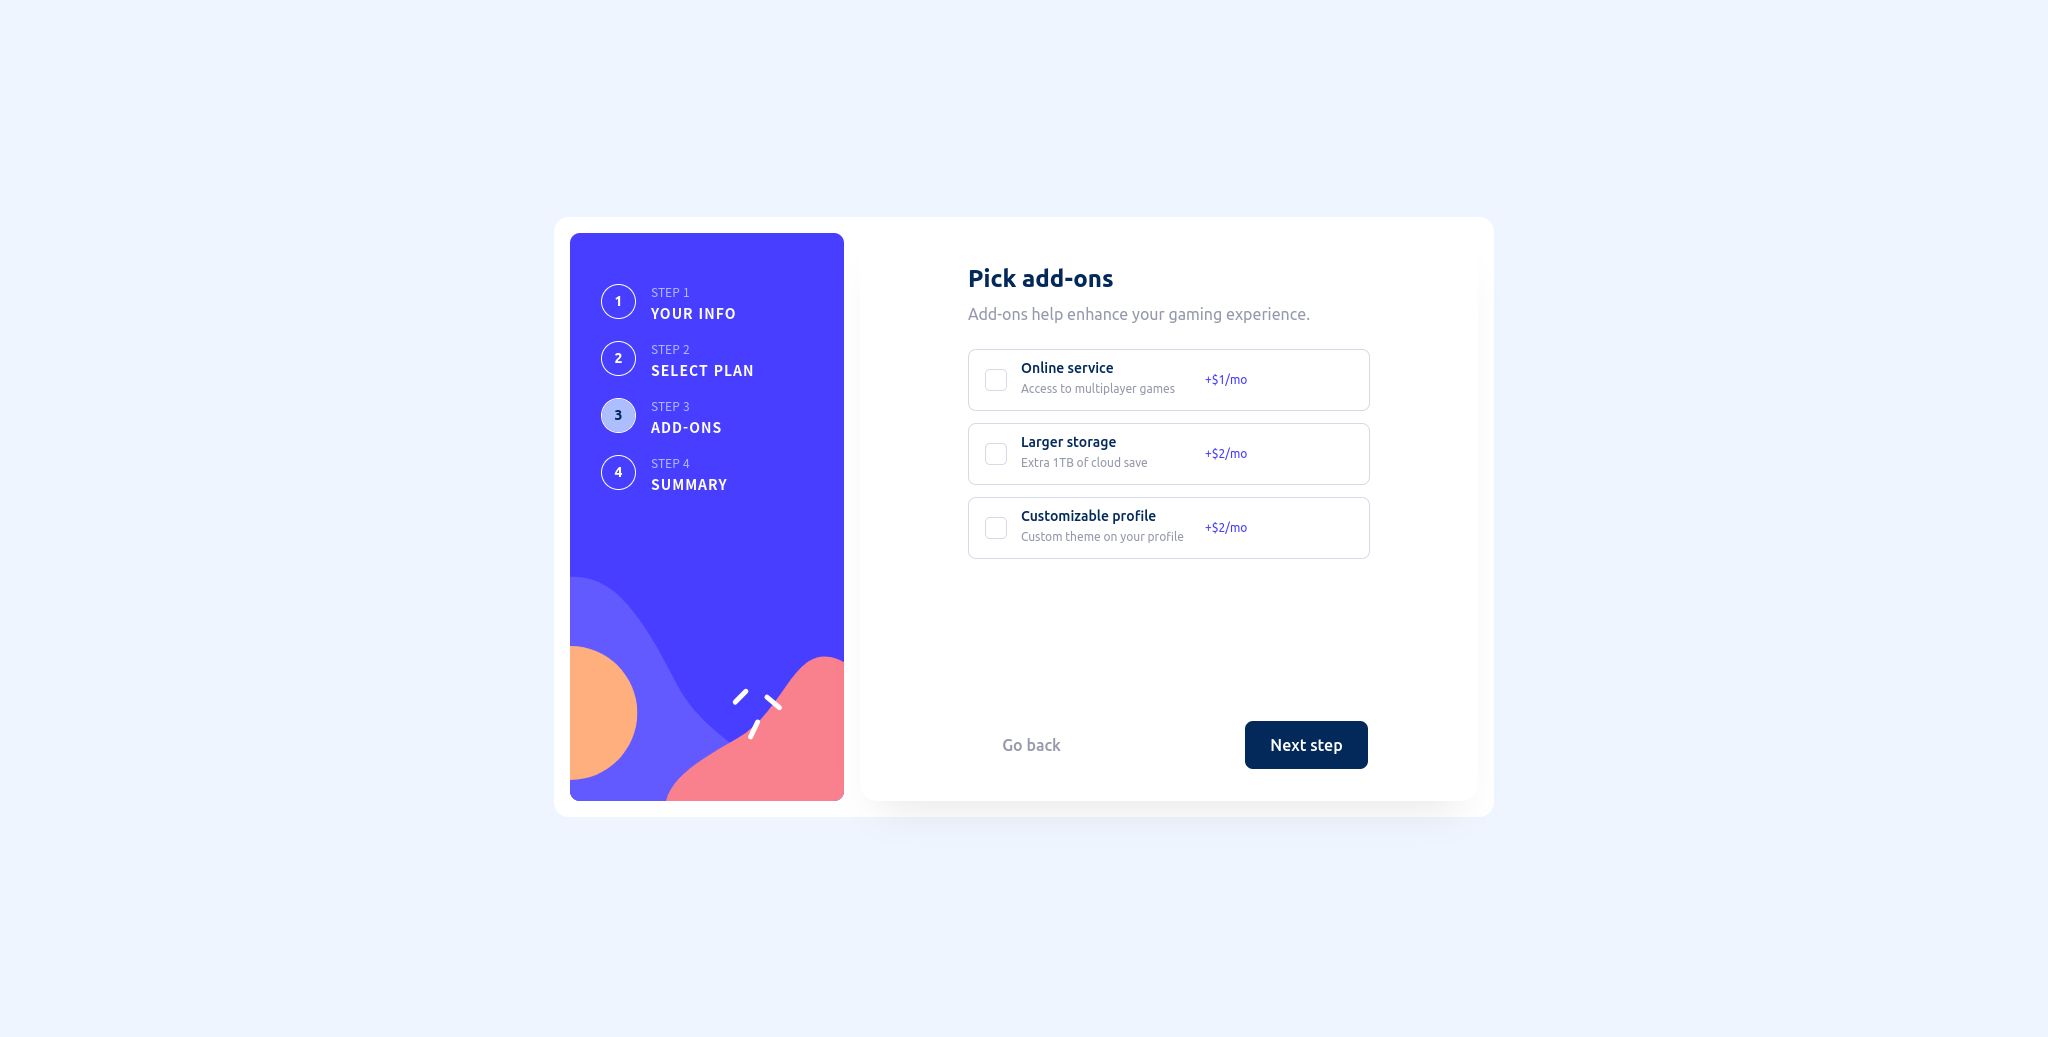 1
STEP 1
YOUR INFO
2
STEP 2
SELECT PLAN
3
STEP 3
ADD-ONS
4
STEP 4
SUMMARY
Pick add-ons
Add-ons help enhance your gaming experience.
Online service
Access to multiplayer games
+$1/mo
Larger storage
Extra 1TB of cloud save
+$2/mo
Customizable profile
Custom theme on your profile
+$2/mo
Go back
Next step